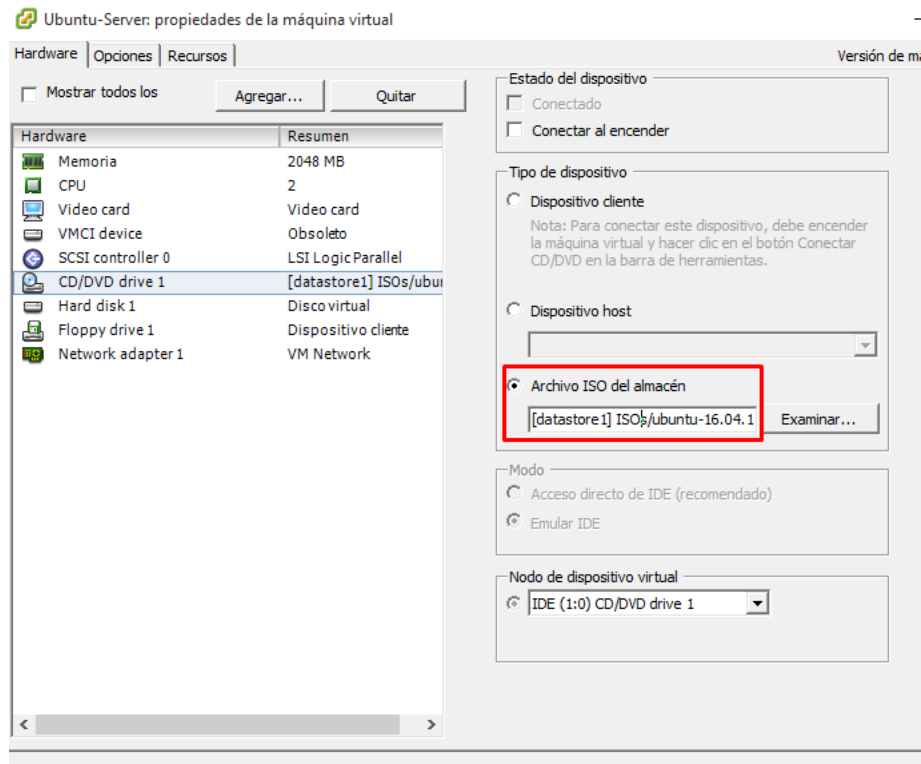 Ubuntu-Server: propiedades de la máquina virtual
Hardware Opciones Recursos
Versión de
Mostrar todos los Agregar... Quitar
Hardware Resumen
Memoria 2048 MB
CPU 2
Video card Video card
VMCI device Obsoleto
SCSI controller 0 LSI Logic Parallel
CD/DVD drive 1 [datastore1] ISOs/ubu
Hard disk 1 Disco virtual
Floppy drive 1 Dispositivo cliente
Network adapter 1 VM Network
Estado del dispositivo
Conectado
Conectar al encender
Tipo de dispositivo
Dispositivo cliente
Nota: Para conectar este dispositivo, debe encender
la máquina virtual y hacer clic en el botón Conectar
CD/DVD en la barra de herramientas.
Dispositivo host
Archivo ISO del almacén
[datastore1] ISOs/ubuntu-16.04.1 Examinar...
Modo
Acceso directo de IDE (recomendado)
Emular IDE
Nodo de dispositivo virtual
IDE (1:0) CD/DVD drive 1